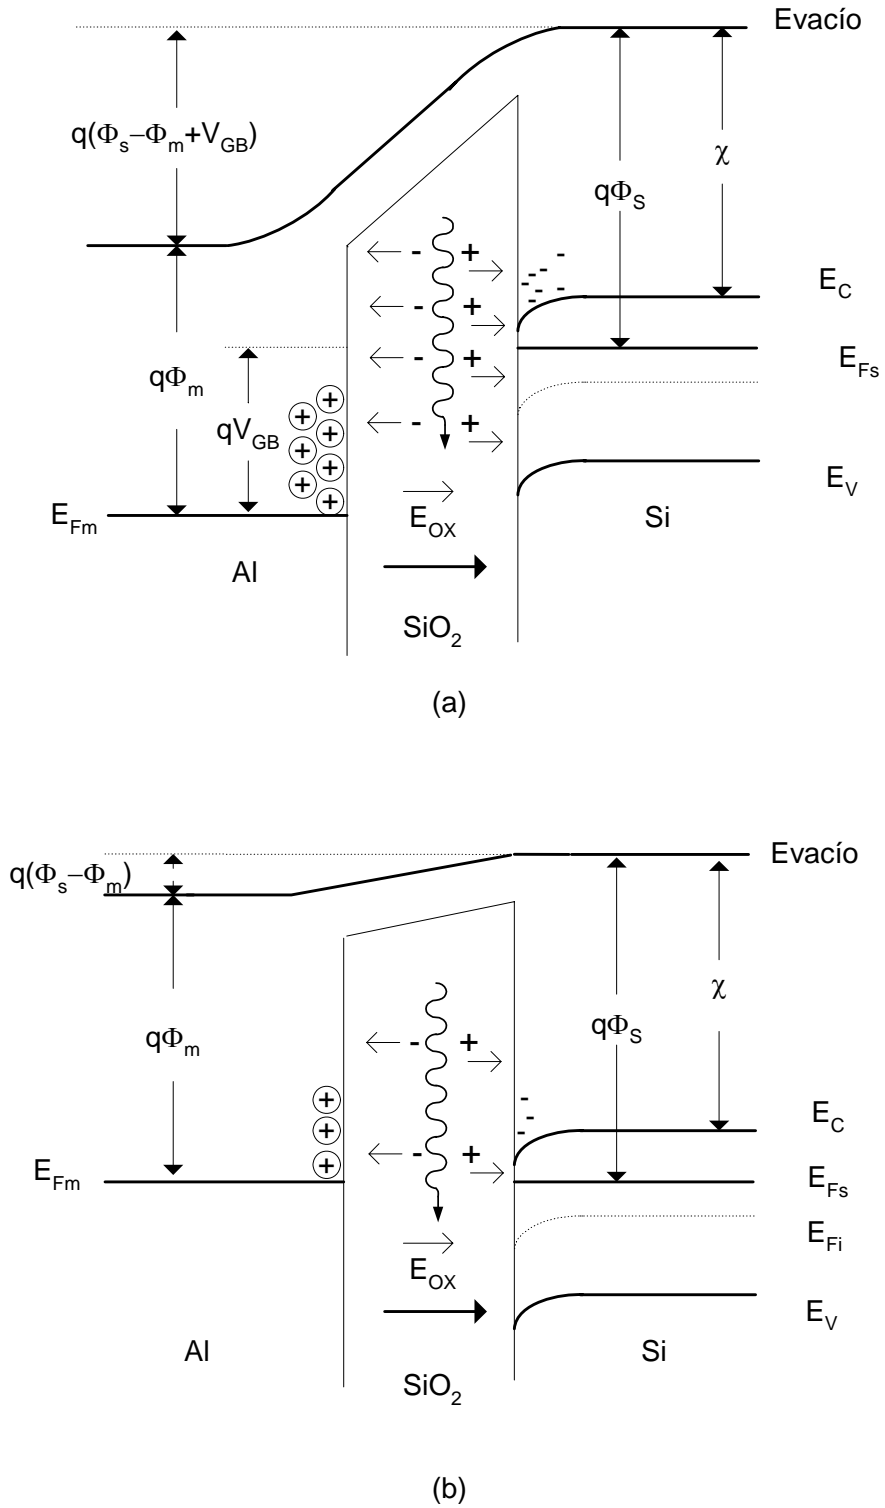 Evacío
q(Φs−Φm+VGB)
χ
qΦS
- + -
- + -
EC
- +
qΦm
- +
EFs
qVGB
+ +
- +
+ +
+ +
+
EV
EFm
EOX
Si
Al
SiO2
(a)
Evacío
q(Φs−Φm)
χ
qΦm
qΦS
- +
+
+
+
-
-
-
EC
- +
EFm
EFs
EFi
EOX
EV
Al
Si
SiO2
(b)